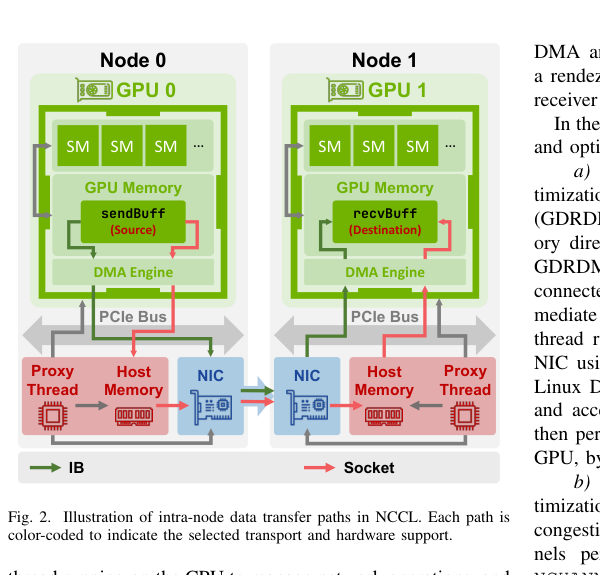 Node 0
Node 1
GPU 0
GPU 1
SM SM SM ...
SM SM SM ...
GPU Memory
GPU Memory
sendBuff
(Source)
recvBuff
(Destination)
DMA Engine
DMA Engine
PCIe Bus
PCIe Bus
Proxy
Thread
Host
Memory
NIC
NIC
Host
Memory
Proxy
Thread
IB
Socket
Fig. 2. Illustration of intra-node data transfer paths in NCCL. Each path is
color-coded to indicate the selected transport and hardware support.
DMA an
a rendez
receiver
In the
and opti
a)
timizatio
(GDRD
ory dire
GDRDM
connecte
mediate
thread r
NIC usi
Linux D
and acc
then per
GPU, by
b)
timizatio
congesti
nels pe